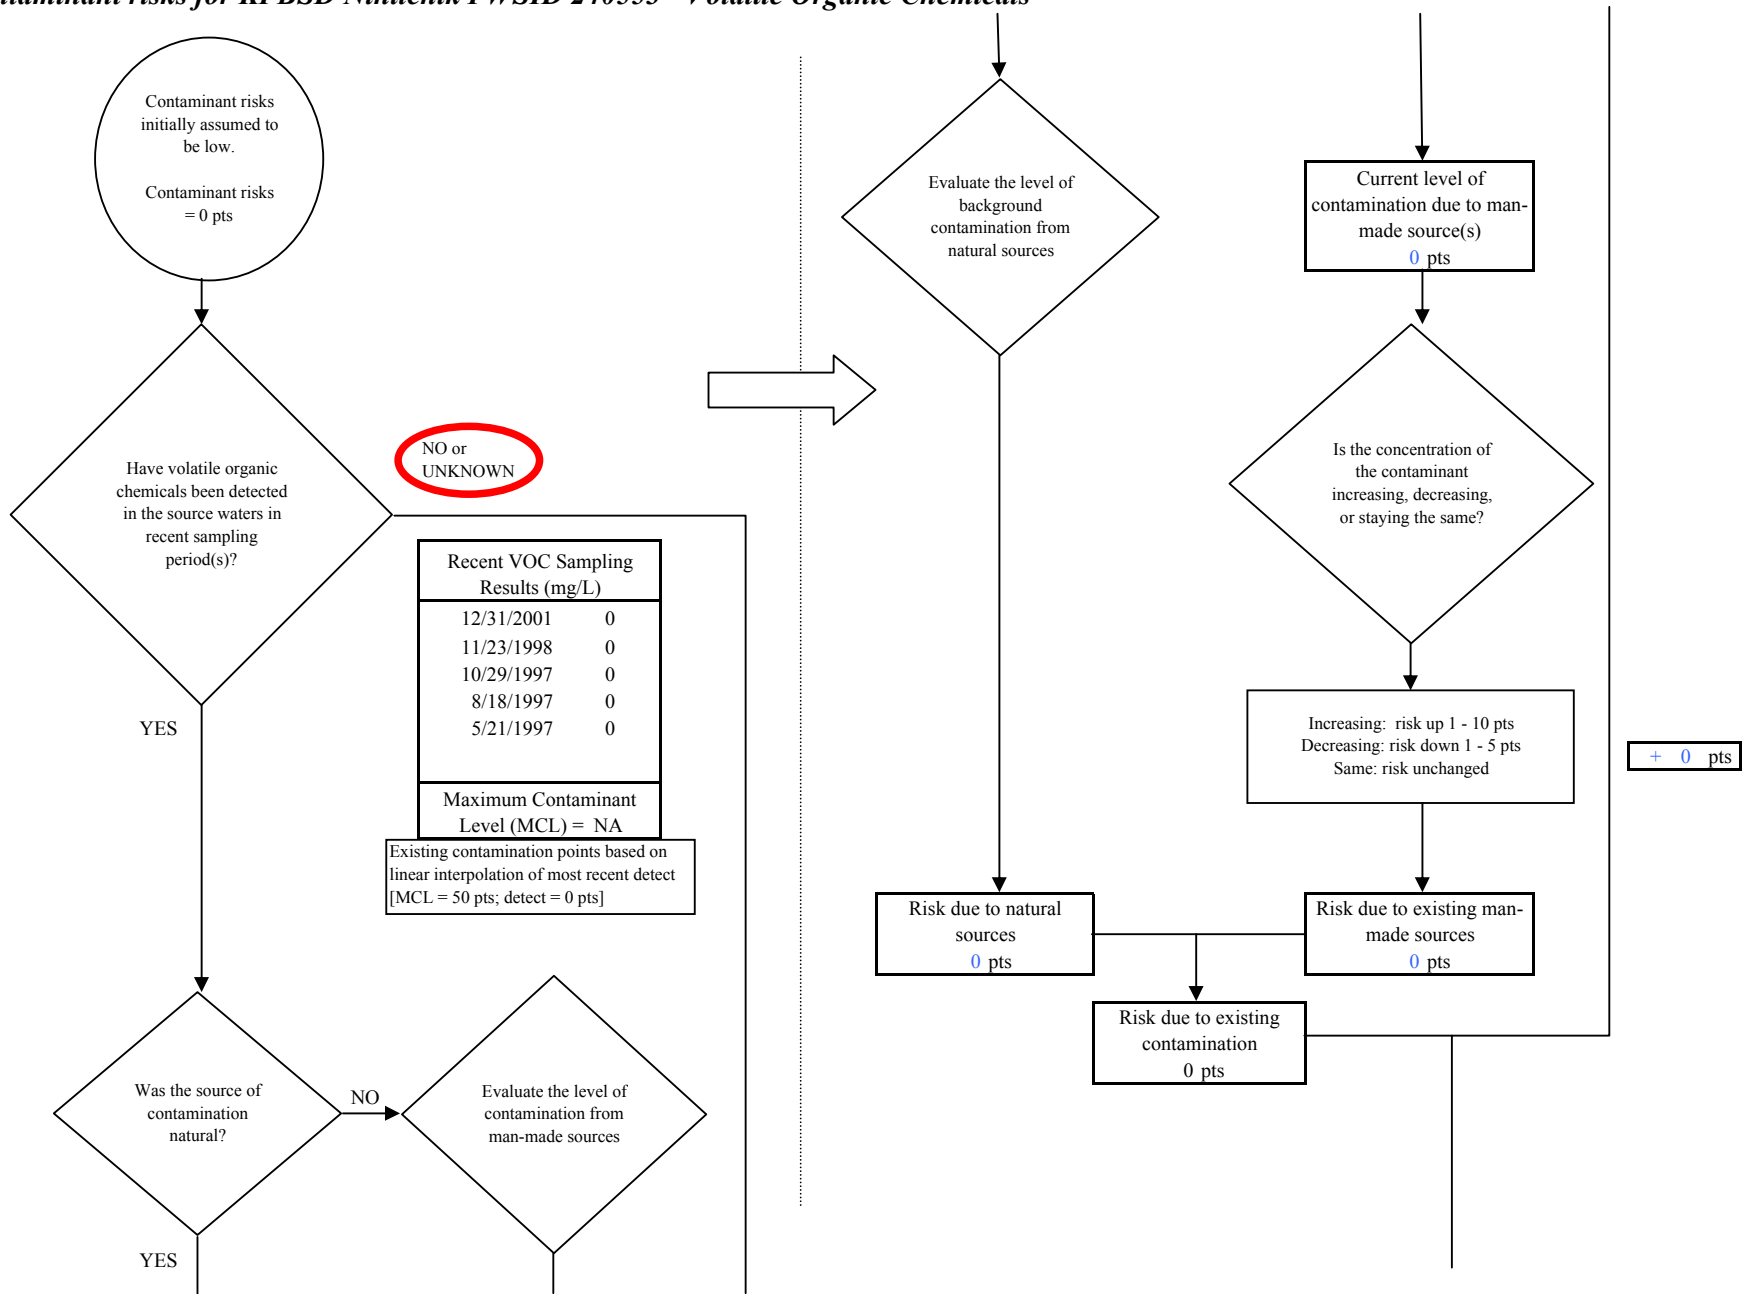 Contaminant risks
initially assumed to
be low.
Contaminant risks
= 0 pts
Have volatile organic
chemicals been detected
in the source waters in
recent sampling
period(s)?
NO or
UNKNOWN
YES
Recent VOC Sampling
Results (mg/L)
12/31/2001 0
11/23/1998 0
10/29/1997 0
8/18/1997 0
5/21/1997 0
Maximum Contaminant
Level (MCL) = NA
Existing contamination points based on
linear interpolation of most recent detect
[MCL = 50 pts; detect = 0 pts]
Was the source of
contamination
natural?
NO
YES
Evaluate the level of
contamination from
man-made sources
Evaluate the level of
background
contamination from
natural sources
Current level of
contamination due to man-
made source(s)
0 pts
Is the concentration of
the contaminant
increasing, decreasing,
or staying the same?
Increasing: risk up 1 - 10 pts
Decreasing: risk down 1 - 5 pts
Same: risk unchanged
+ 0 pts
Risk due to natural
sources
0 pts
Risk due to existing man-
made sources
0 pts
Risk due to existing
contamination
0 pts